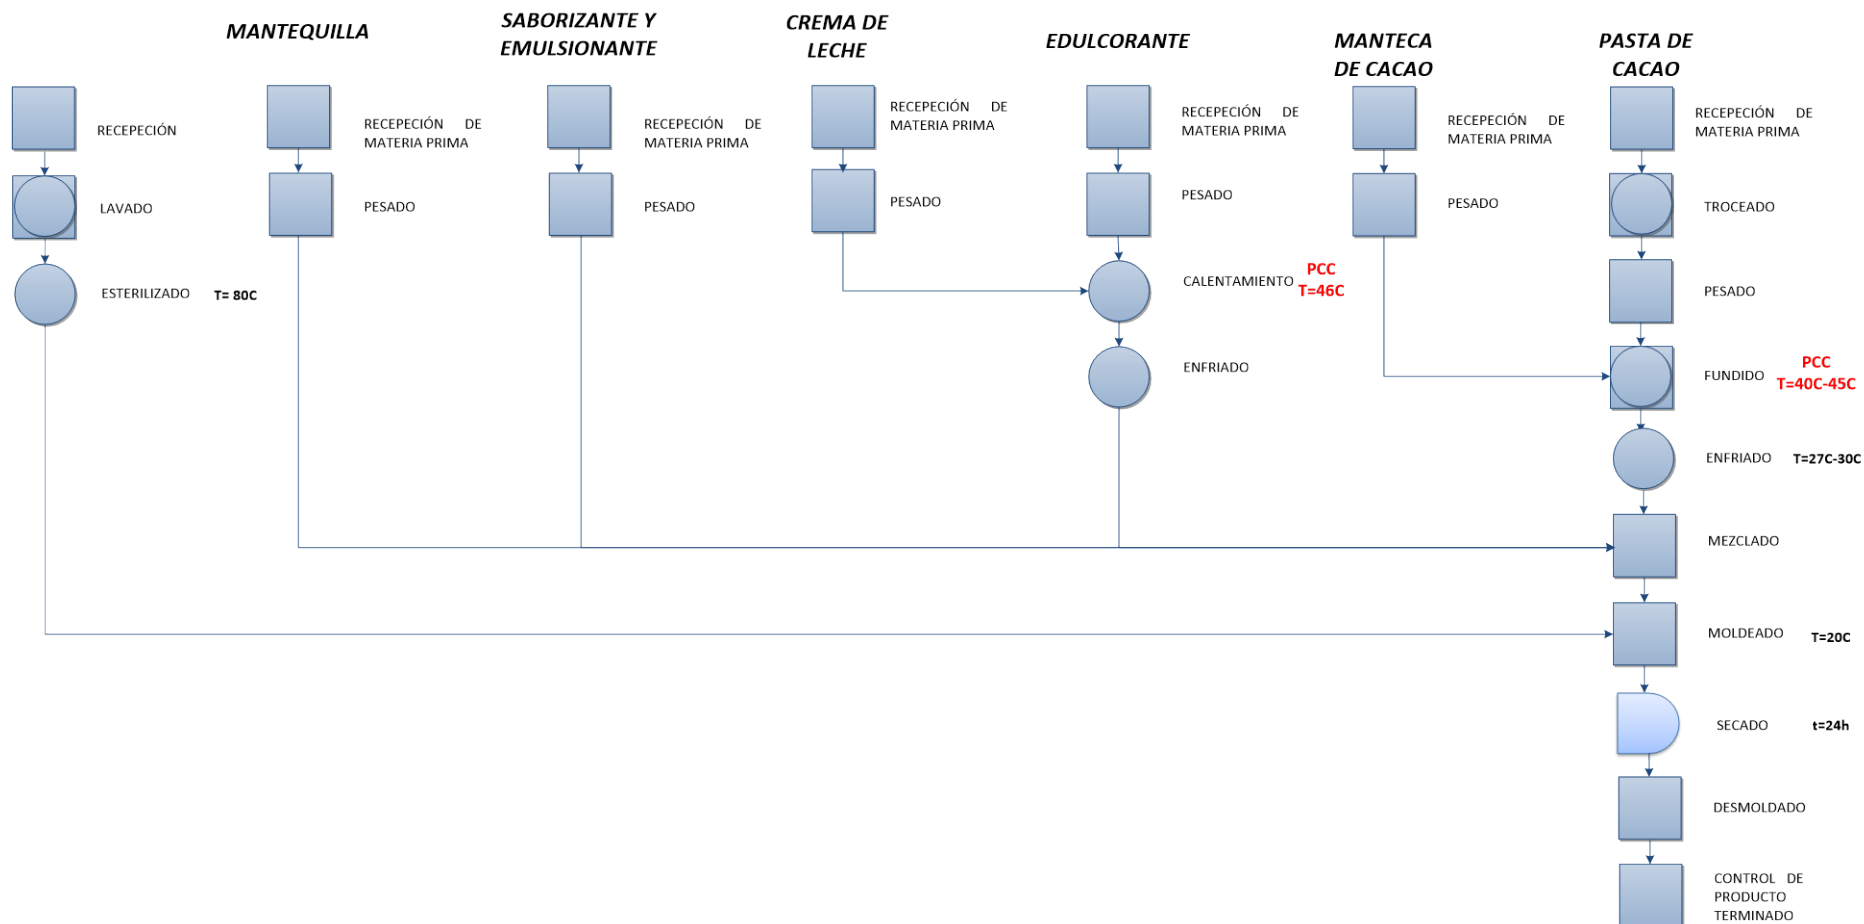 MANTEQUILLA
SABORIZANTE Y
EMULSIONANTE
CREMA DE
LECHE
EDULCORANTE
MANTECA
DE CACAO
PASTA DE
CACAO
RECEPECIÓN
LAVADO
ESTERILIZADO T= 80C
RECEPECIÓN DE
MATERIA PRIMA
PESADO
RECEPECIÓN DE
MATERIA PRIMA
PESADO
RECEPECIÓN DE
MATERIA PRIMA
PESADO
RECEPECIÓN DE
MATERIA PRIMA
PESADO
CALENTAMIENTO
PCC
T=46C
ENFRIADO
RECEPECIÓN DE
MATERIA PRIMA
PESADO
RECEPECIÓN DE
MATERIA PRIMA
TROCEADO
PESADO
FUNDIDO
PCC
T=40C-45C
ENFRIADO T=27C-30C
MEZCLADO
MOLDEADO T=20C
SECADO t=24h
DESMOLDADO
CONTROL DE
PRODUCTO
TERMINADO